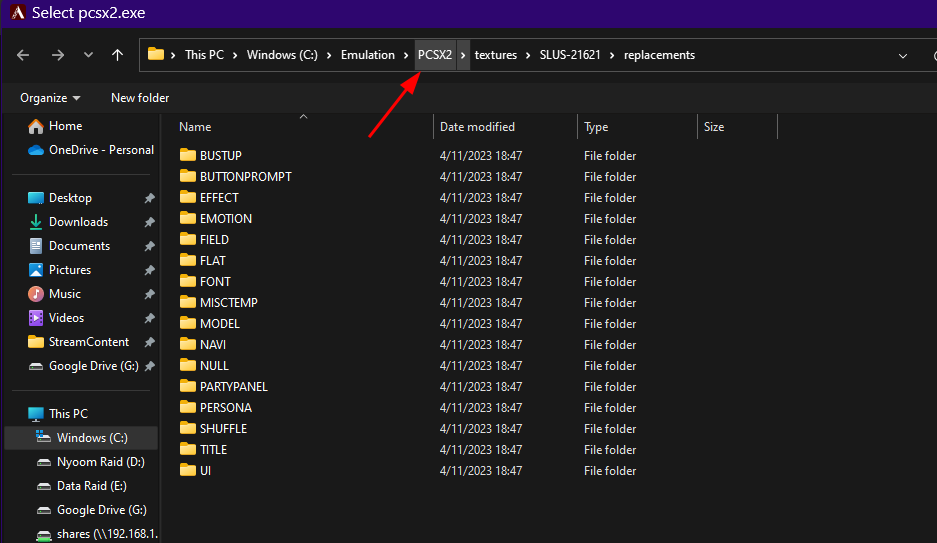 Select pcsx2.exe
This PC > Windows (C:) > Emulation > PCSX2 > textures > SLUS-21621 > replacements
Organize New folder
Home
OneDrive - Personal
Desktop
Downloads
Documents
Pictures
Music
Videos
StreamContent
Google Drive (G:)
This PC
Windows (C:)
Nyoom Raid (D:)
Data Raid (E:)
Google Drive (G:)
shares (\\192.168.1.
Name Date modified Type Size
BUSTUP 4/11/2023 18:47 File folder
BUTTONPROMPT 4/11/2023 18:47 File folder
EFFECT 4/11/2023 18:47 File folder
EMOTION 4/11/2023 18:47 File folder
FIELD 4/11/2023 18:47 File folder
FLAT 4/11/2023 18:47 File folder
FONT 4/11/2023 18:47 File folder
MISCTEMP 4/11/2023 18:47 File folder
MODEL 4/11/2023 18:47 File folder
NAVI 4/11/2023 18:47 File folder
NULL 4/11/2023 18:47 File folder
PARTYPANEL 4/11/2023 18:47 File folder
PERSONA 4/11/2023 18:47 File folder
SHUFFLE 4/11/2023 18:47 File folder
TITLE 4/11/2023 18:47 File folder
UI 4/11/2023 18:47 File folder